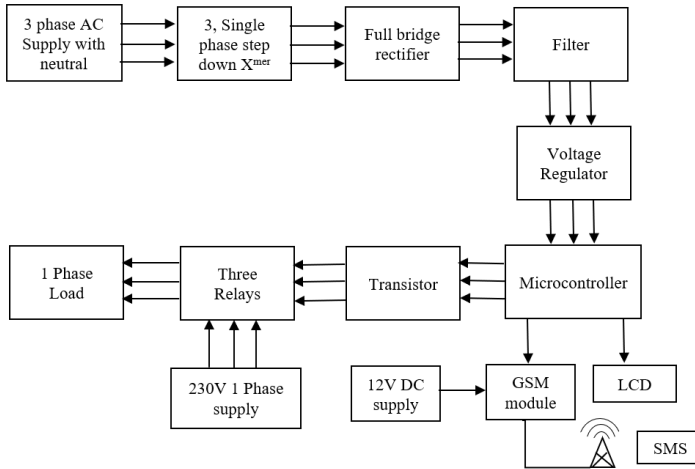 3 phase AC
Supply with
neutral
3, Single
phase step
down Xmer
Full bridge
rectifier
Filter
Voltage
Regulator
1 Phase
Load
Three
Relays
Transistor
Microcontroller
230V 1 Phase
supply
12V DC
supply
GSM
module
LCD
SMS